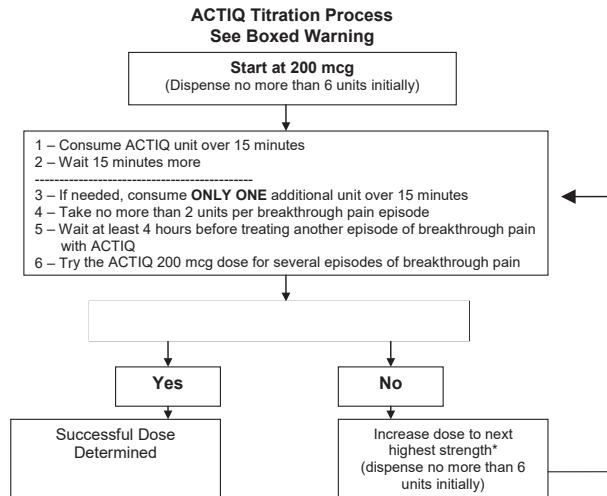 ACTIQ Titration Process
See Boxed Warning
Start at 200 mcg
(Dispense no more than 6 units initially)
1 – Consume ACTIQ unit over 15 minutes
2 – Wait 15 minutes more
---------------------------------------------
3 – If needed, consume ONLY ONE additional unit over 15 minutes
4 – Take no more than 2 units per breakthrough pain episode
5 – Wait at least 4 hours before treating another episode of breakthrough pain
with ACTIQ
6 – Try the ACTIQ 200 mcg dose for several episodes of breakthrough pain
Yes
No
Successful Dose
Determined
Increase dose to next
highest strength*
(dispense no more than 6
units initially)